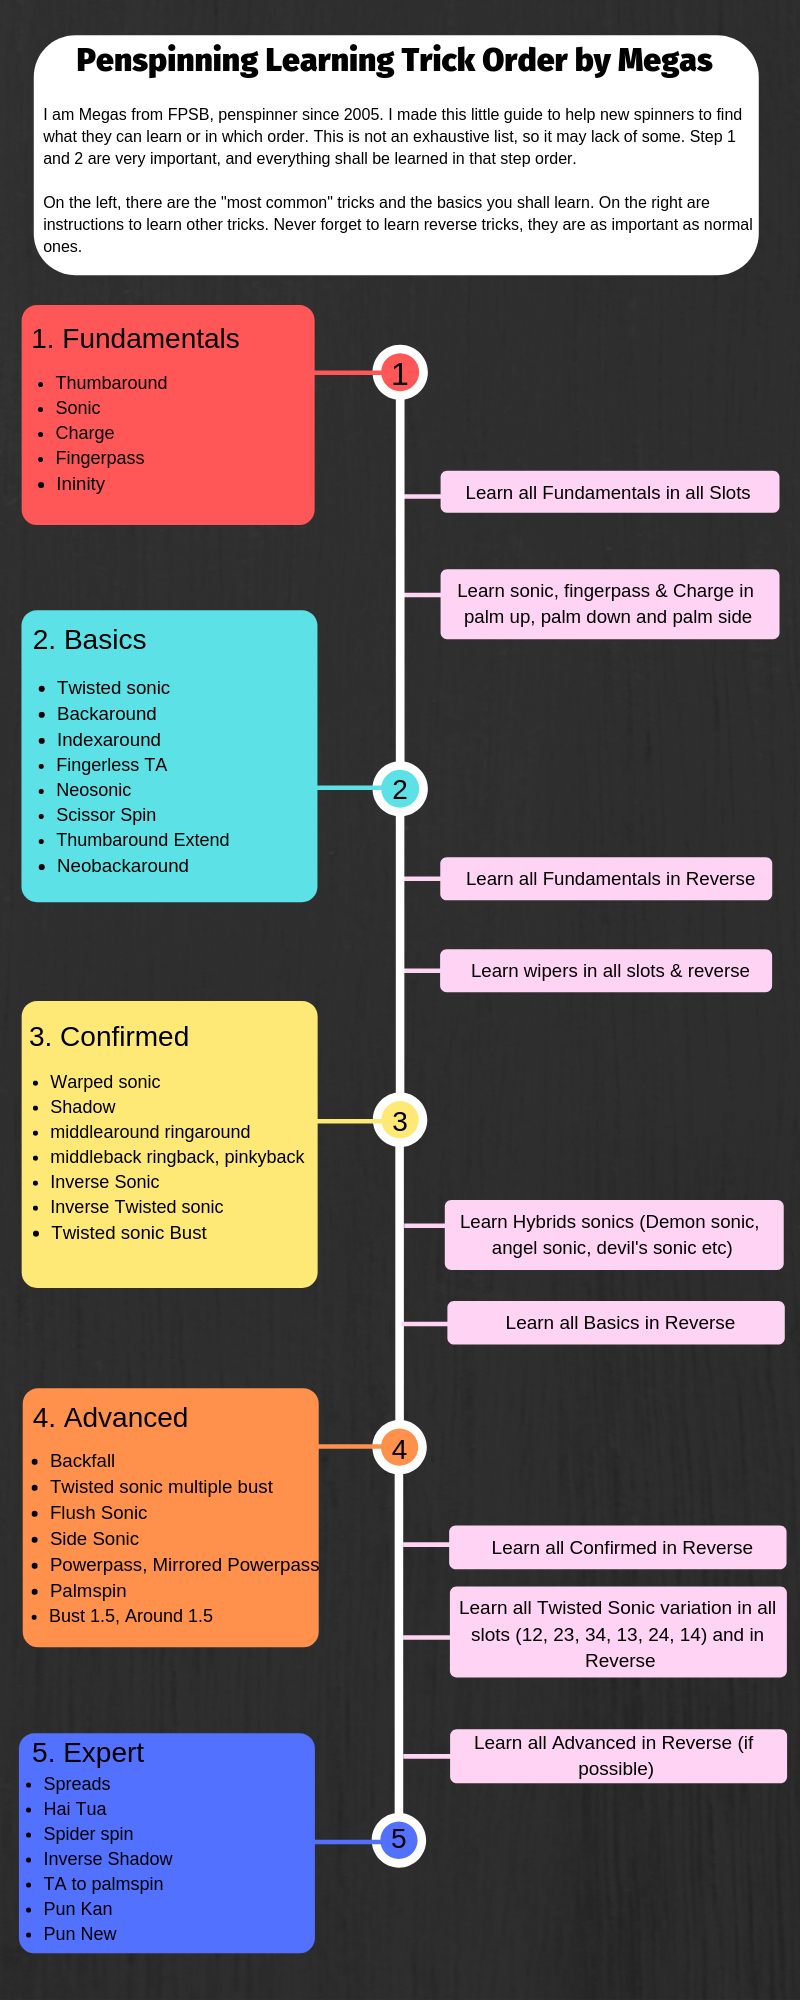 Penspinning Learning Trick Order by Megas
I am Megas from FPSB, penspinner since 2005. I made this little guide to help new spinners to find
what they can learn or in which order. This is not an exhaustive list, so it may lack of some. Step 1
and 2 are very important, and everything shall be learned in that step order.
On the left, there are the "most common" tricks and the basics you shall learn. On the right are
instructions to learn other tricks. Never forget to learn reverse tricks, they are as important as normal
ones.
1. Fundamentals
• Thumbaround
• Sonic
• Charge
• Fingerpass
• Ininity
1
Learn all Fundamentals in all Slots
Learn sonic, fingerpass & Charge in
palm up, palm down and palm side
2. Basics
• Twisted sonic
• Backaround
• Indexaround
• Fingerless TA
• Neosonic
• Scissor Spin
• Thumbaround Extend
• Neobackaround
2
Learn all Fundamentals in Reverse
Learn wipers in all slots & reverse
3. Confirmed
• Warped sonic
• Shadow
• middlearound ringaround
• middleback ringback, pinkyback
• Inverse Sonic
• Inverse Twisted sonic
• Twisted sonic Bust
3
Learn Hybrids sonics (Demon sonic,
angel sonic, devil's sonic etc)
Learn all Basics in Reverse
4. Advanced
• Backfall
• Twisted sonic multiple bust
• Flush Sonic
• Side Sonic
• Powerpass, Mirrored Powerpass
• Palmspin
• Bust 1.5, Around 1.5
4
Learn all Confirmed in Reverse
Learn all Twisted Sonic variation in all
slots (12, 23, 34, 13, 24, 14) and in
Reverse
Learn all Advanced in Reverse (if
possible)
5. Expert
• Spreads
• Hai Tua
• Spider spin
• Inverse Shadow
• TA to palmspin
• Pun Kan
• Pun New
5